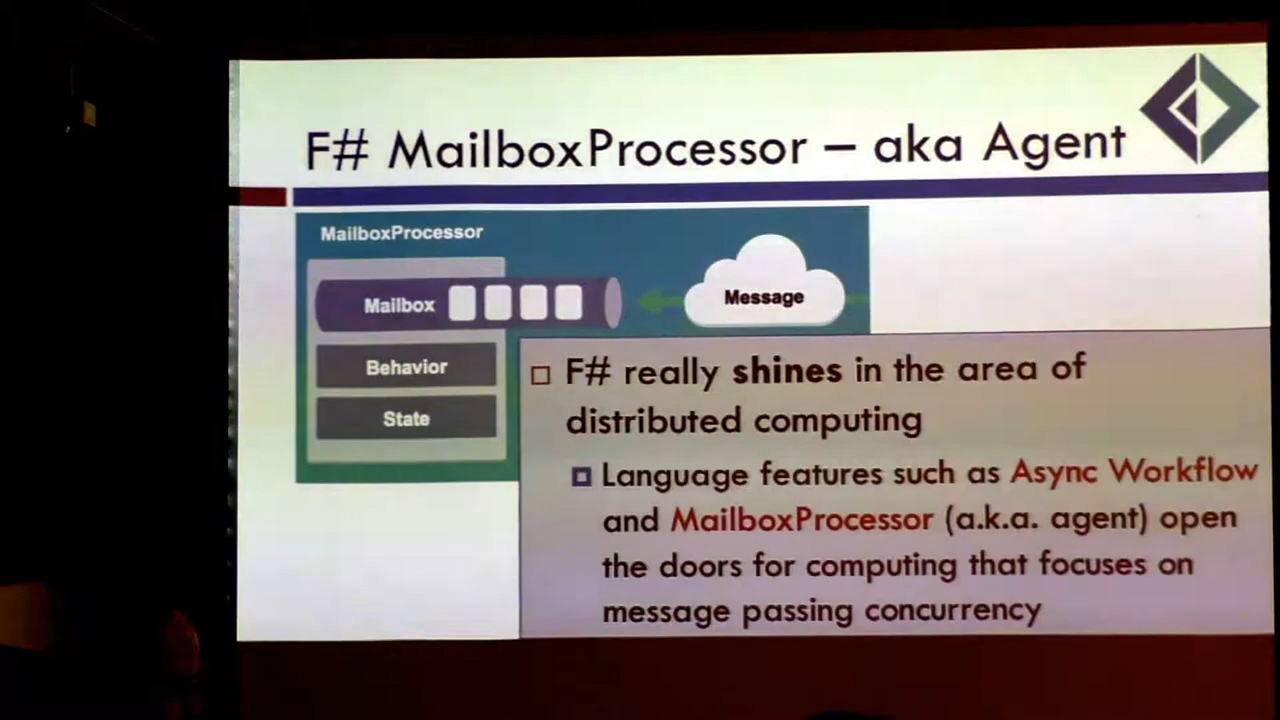 F# MailboxProcessor – aka Agent
MailboxProcessor
Mailbox
Message
Behavior
State
F# really shines in the area of
distributed computing
Language features such as Async Workflow
and MailboxProcessor (a.k.a. agent) open
the doors for computing that focuses on
message passing concurrency